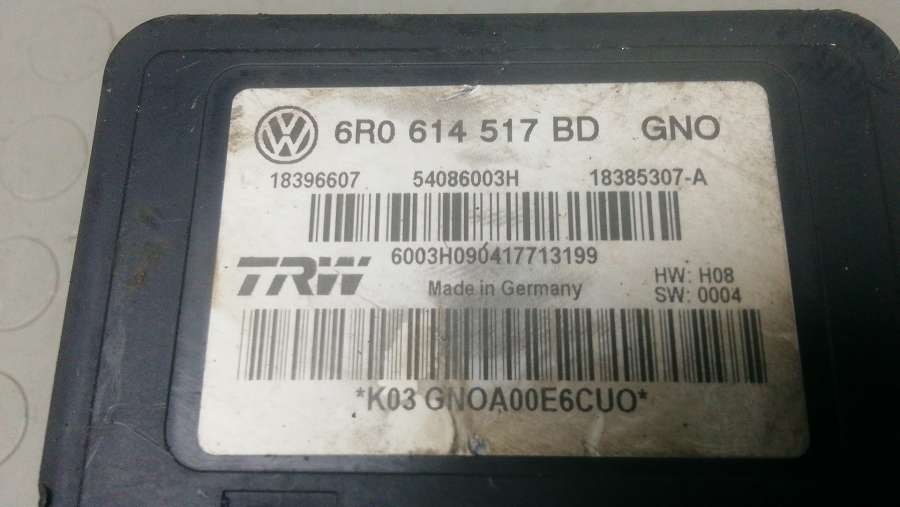 6R0 614 517 BD GNO
18396607 54086003H 18385307-A
6003H090417713199
TRW Made in Germany HW: H08
SW: 0004
*K03 GNOA00E6CUO*